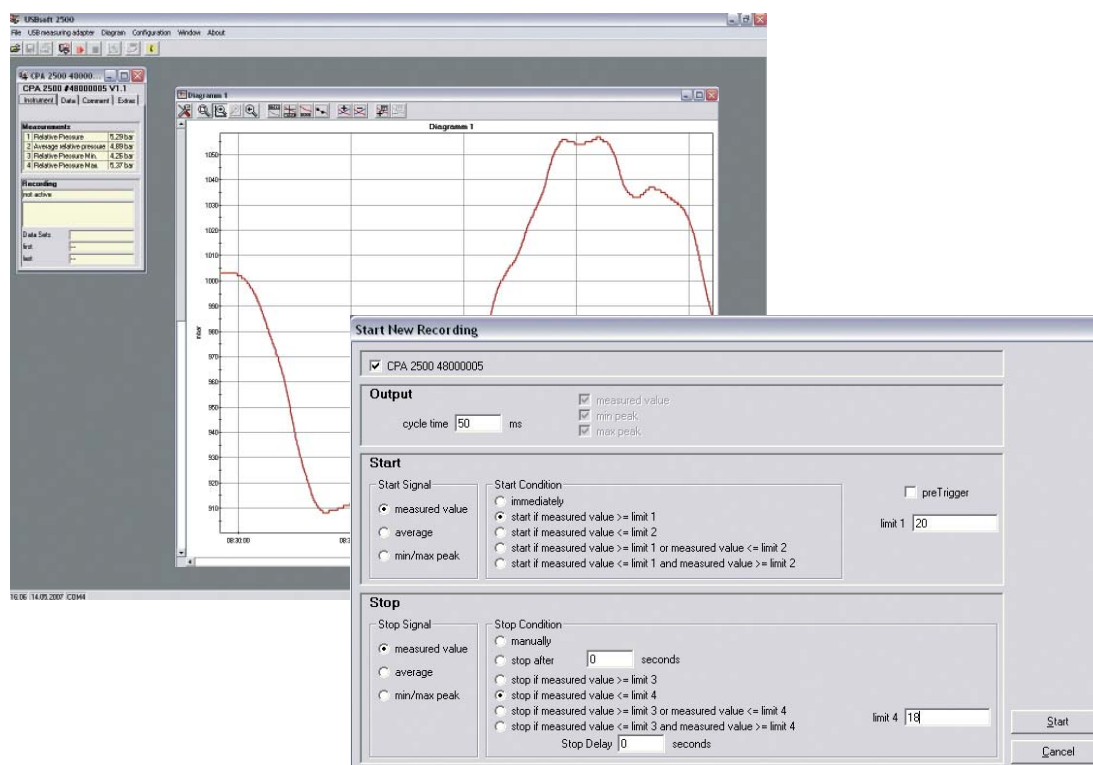 USBsoft 2500
File USB measuring adapter Diagram Configuration Window About
CPA 2500 48000...
CPA 2500 #48000005 V1.1
Instrument Data Comment Extras
Measurements
1 Relative Pressure 5,29 bar
2 Average relative pressure 4,89 bar
3 Relative Pressure Min. 4,26 bar
4 Relative Pressure Max. 5,37 bar
Recording
not active
Data Sets
first --
last --
Diagramm 1
Diagramm 1
1050
1040
1030
1020
1010
1000
990
980
970
960
950
940
930
920
910
mbar
08:30:00
16:06 14.05.2007 COM4
Start New Recording
CPA 2500 48000005
Output
cycle time 50 ms
measured value
min peak
max peak
Start
Start Signal
measured value
average
min/max peak
Start Condition
immediately
start if measured value >= limit 1
start if measured value <= limit 2
start if measured value >= limit 1 or measured value <= limit 2
start if measured value <= limit 1 and measured value >= limit 2
preTrigger
limit 1 20
Stop
Stop Signal
measured value
average
min/max peak
Stop Condition
manually
stop after 0 seconds
stop if measured value >= limit 3
stop if measured value <= limit 4
stop if measured value >= limit 3 or measured value <= limit 4
stop if measured value <= limit 3 and measured value >= limit 4
Stop Delay 0 seconds
limit 4 18
Start
Cancel